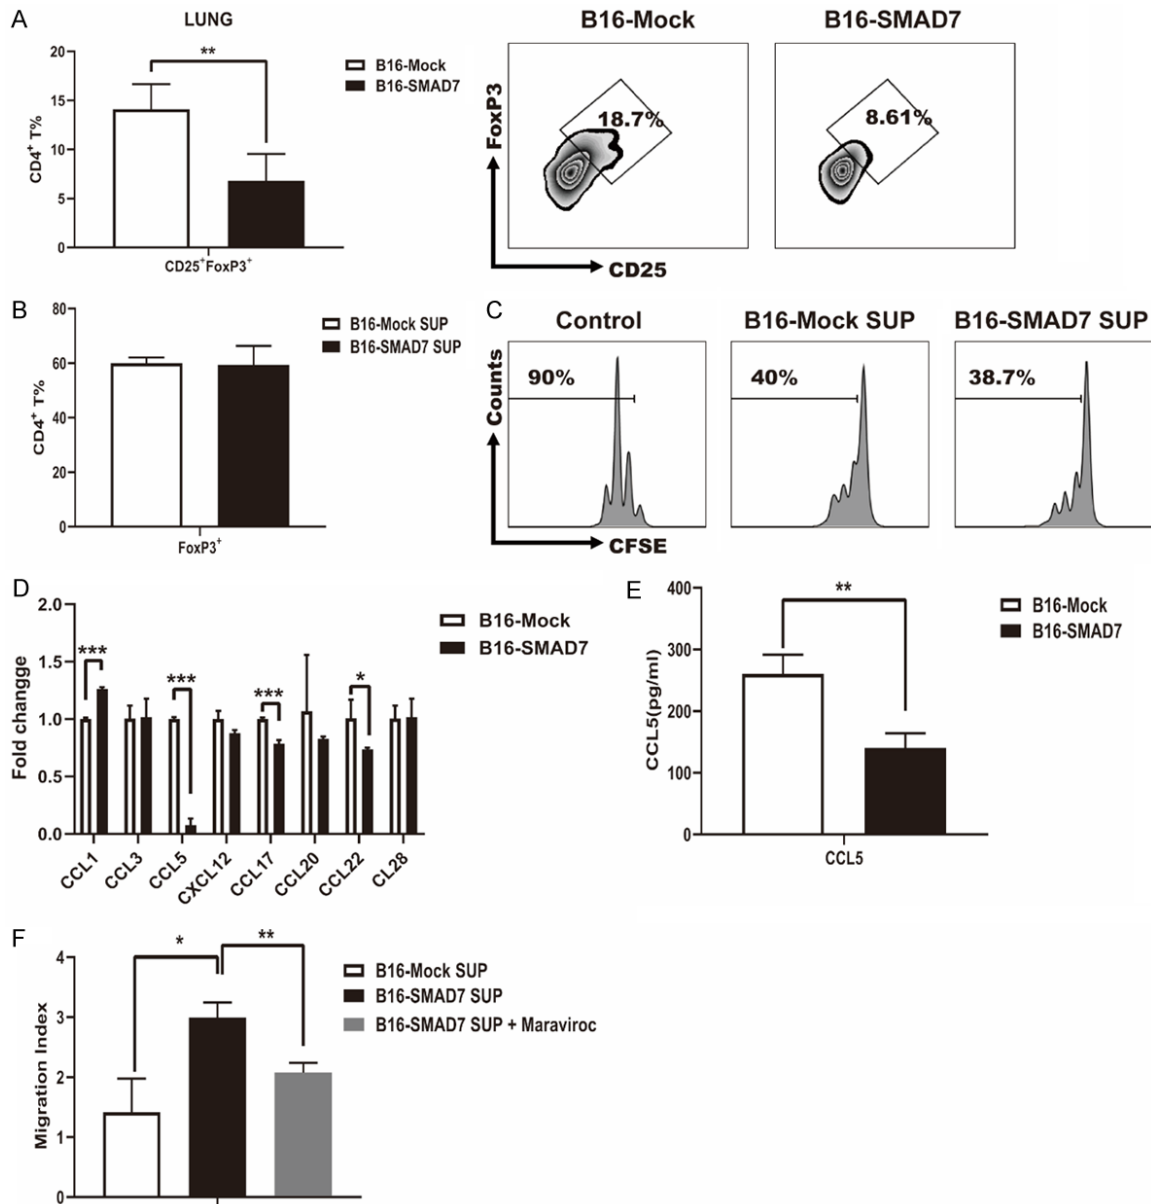 A
LUNG
CD4+ T%
20
15
10
5
0
**
CD25+FoxP3+
B16-Mock
B16-SMAD7
B16-Mock
B16-SMAD7
FoxP3
18.7%
8.61%
CD25
B
CD4+ T%
80
60
40
20
0
FoxP3+
B16-Mock SUP
B16-SMAD7 SUP
C
Control
B16-Mock SUP
B16-SMAD7 SUP
Counts
90%
40%
38.7%
CFSE
D
Fold changge
2.0
1.5
1.0
0.5
0.0
***
***
***
*
CCL1
CCL3
CCL5
CXCL12
CCL17
CCL20
CCL22
CL28
B16-Mock
B16-SMAD7
E
CCL5(pg/ml)
400
300
200
100
0
**
CCL5
B16-Mock
B16-SMAD7
F
Migration Index
4
3
2
1
0
*
**
B16-Mock SUP
B16-SMAD7 SUP
B16-SMAD7 SUP + Maraviroc